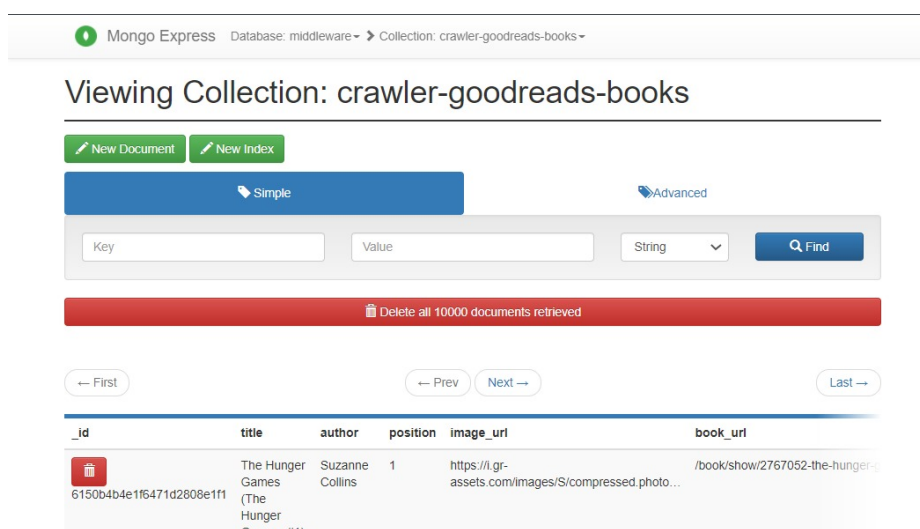 Mongo Express Database: middleware Collection: crawler-goodreads-books
Viewing Collection: crawler-goodreads-books
New Document New Index
Simple Advanced
Key Value String Find
Delete all 10000 documents retrieved
← First ← Prev Next → Last →
_id title author position image_url book_url
The Hunger Suzanne 1 https://i.gr- /book/show/2767052-the-hunger-
Games Collins assets.com/images/S/compressed.photo…
6150b4b4e1f6471d2808e1f1 (The
Hunger